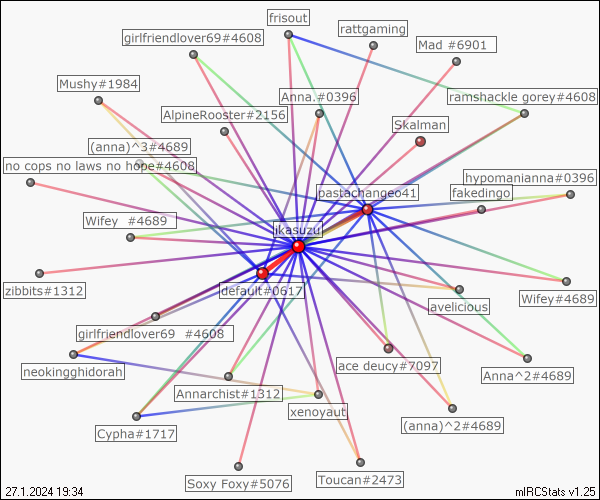 frisout
rattgaming
girlfriendlover69#4608
Mad #6901
Mushy#1984
Anna.#0396
ramshackle gorey#4608
AlpineRooster#2156
Skalman
(anna)^3#4689
no cops no laws no hope#4608
hypomanianna#0396
pastachangeo41
fakedingo
Wifey #4689
ikasuzu
zibbits#1312
default#0617
avelicious
Wifey#4689
girlfriendlover69 #4608
neokingghidorah
ace deucy#7097
Anna^2#4689
Annarchist#1312
xenoyaut
(anna)^2#4689
Cypha#1717
Soxy Foxy#5076
Toucan#2473
27.1.2024 19:34
mIRCStats v1.25